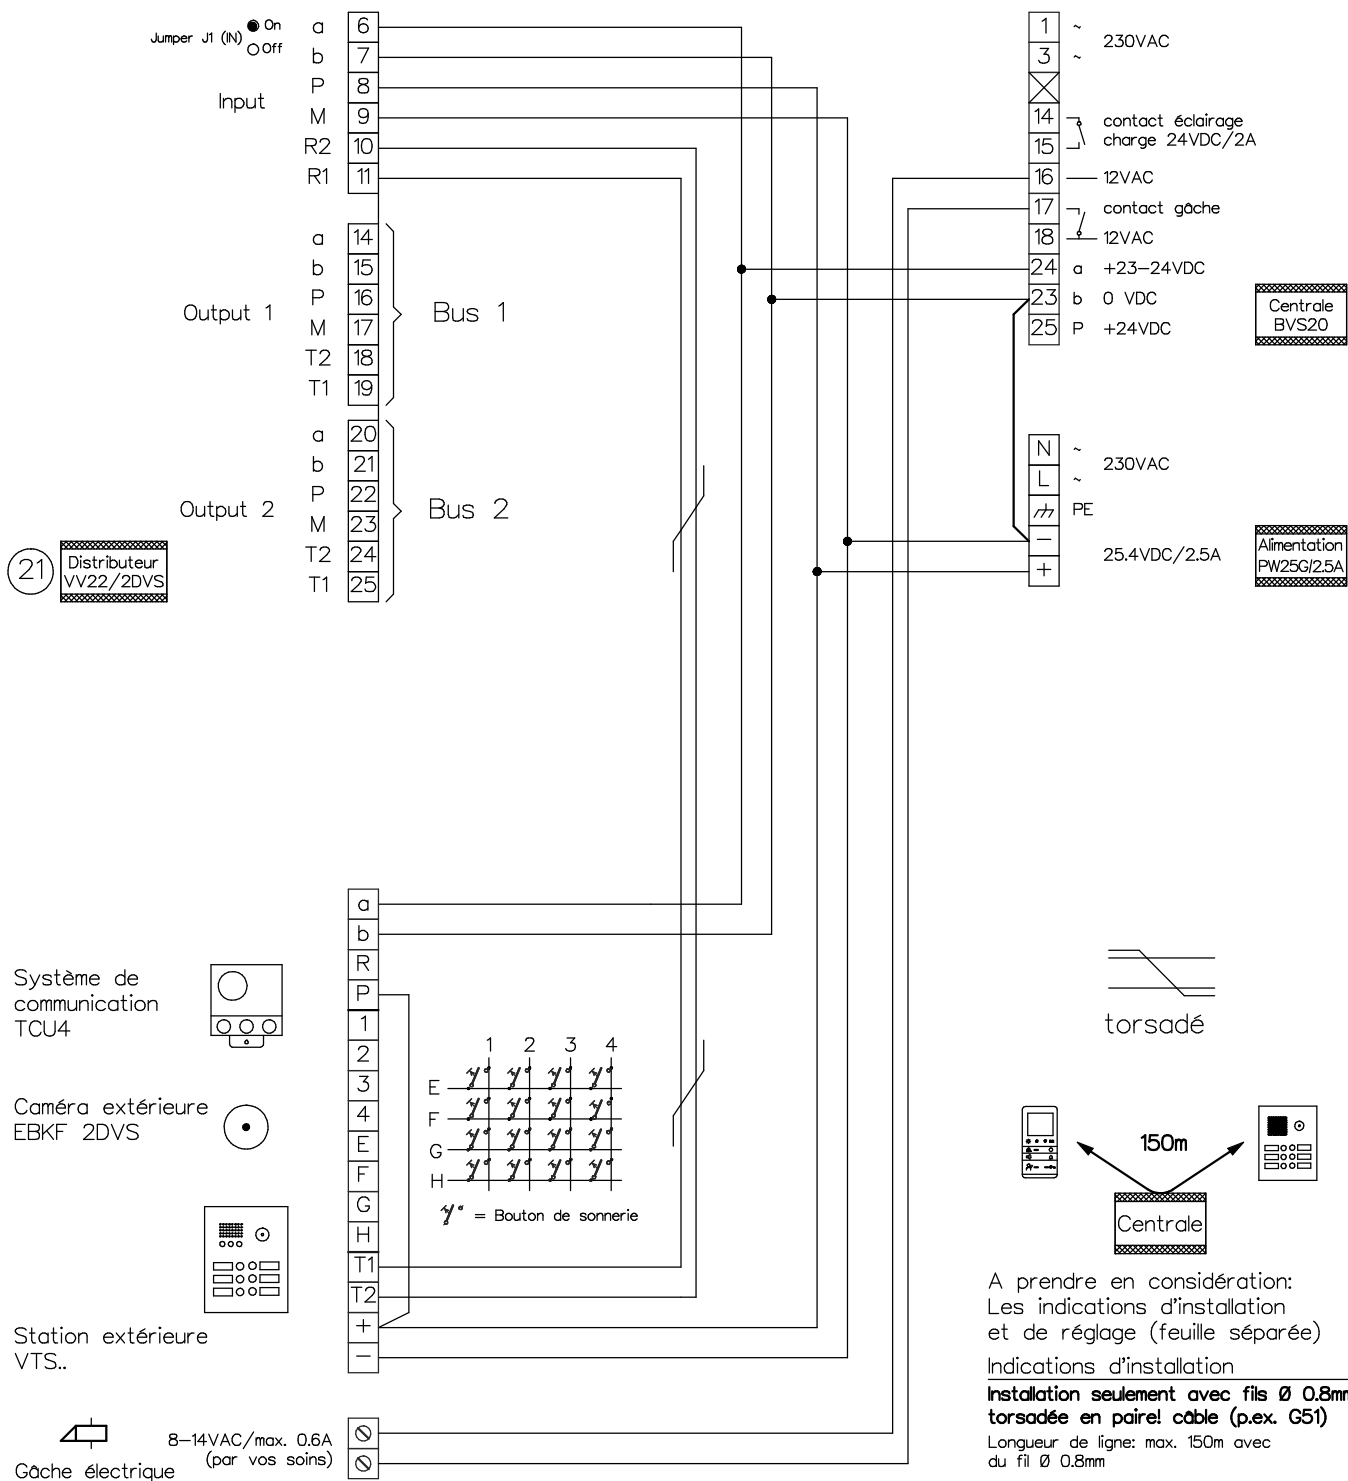 Jumper J1 (IN)
On
Off
Input
a 6
b 7
P 8
M 9
R2 10
R1 11
Output 1
a 14
b 15
P 16
M 17
T2 18
T1 19
Bus 1
Output 2
a 20
b 21
P 22
M 23
T2 24
T1 25
Bus 2
21
Distributeur
VV22/2DVS
1 ~
3 ~
230VAC
14
15
contact éclairage
charge 24VDC/2A
16 12VAC
17 contact gâche
18 12VAC
24 a +23-24VDC
23 b 0 VDC
25 P +24VDC
Centrale
BVS20
N ~
L ~
230VAC
PE
-
+
25.4VDC/2.5A
Alimentation
PW25G/2.5A
a
b
R
P
1
2
3
4
E
F
G
H
T1
T2
+
-
Système de
communication
TCU4
Caméra extérieure
EBKF 2DVS
Station extérieure
VTS..
1 2 3 4
E
F
G
H
= Bouton de sonnerie
Gâche électrique
8-14VAC/max. 0.6A
(par vos soins)
torsadé
150m
Centrale
A prendre en considération:
Les indications d'installation
et de réglage (feuille séparée)
Indications d'installation
Installation seulement avec fils Ø 0.8mm
torsadée en paire! câble (p.ex. G51)
Longueur de ligne: max. 150m avec
du fil Ø 0.8mm